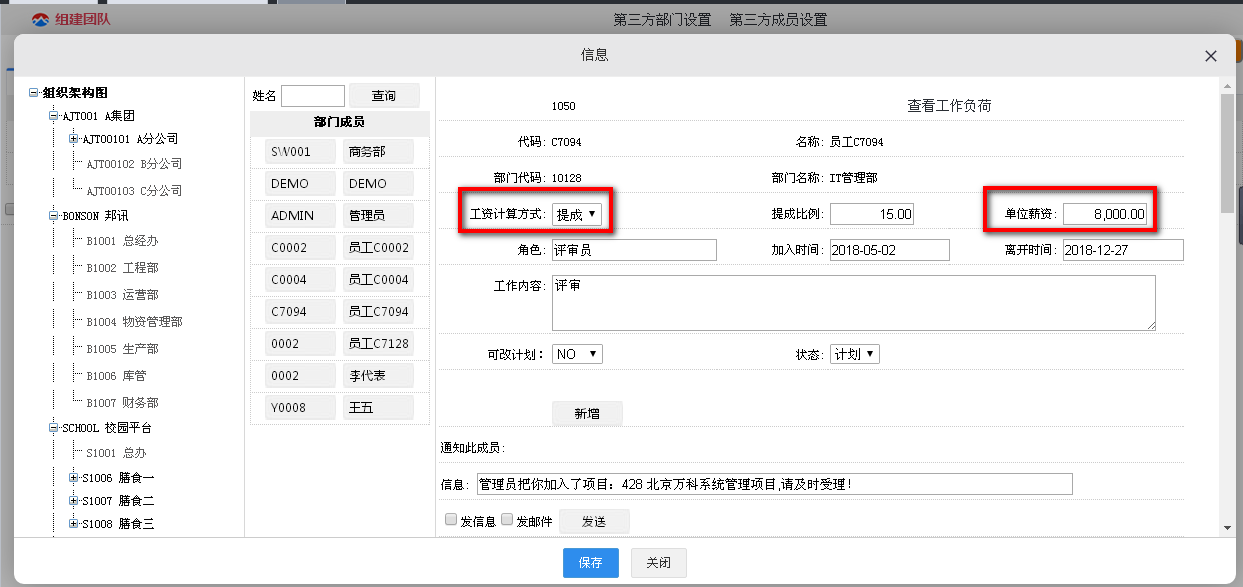 组建团队
第三方部门设置 第三方成员设置
信息
组织架构图
AJT001 A集团
AJT00101 A分公司
AJT00102 B分公司
AJT00103 C分公司
BONSON 邦讯
B1001 总经办
B1002 工程部
B1003 运营部
B1004 物资管理部
B1005 生产部
B1006 库管
B1007 财务部
SCHOOL 校园平台
S1001 总办
S1006 膳食一
S1007 膳食二
S1008 膳食三
姓名 查询
部门成员
SW001 商务部
DEMO DEMO
ADMIN 管理员
C0002 员工C0002
C0004 员工C0004
C7094 员工C7094
0002 员工C7128
0002 李代表
Y0008 王五
1050 查看工作负荷
代码: C7094 名称: 员工C7094
部门代码: 10128 部门名称: IT管理部
工资计算方式: 提成 提成比例: 15.00 单位薪资: 8,000.00
角色: 评审员 加入时间: 2018-05-02 离开时间: 2018-12-27
工作内容: 评审
可改计划: NO 状态: 计划
新增
通知此成员:
信息: 管理员把你加入了项目: 428 北京万科系统管理项目,请及时受理!
发信息 发邮件 发送
保存 关闭